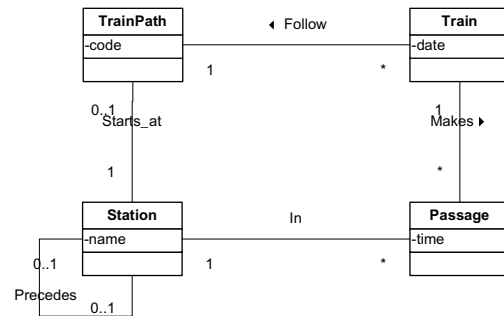 TrainPath
-code
◄ Follow
Train
-date
1
*
0..1
Starts_at
1
1
Makes ►
*
Station
-name
In
Passage
-time
1
*
0..1
Precedes
0..1